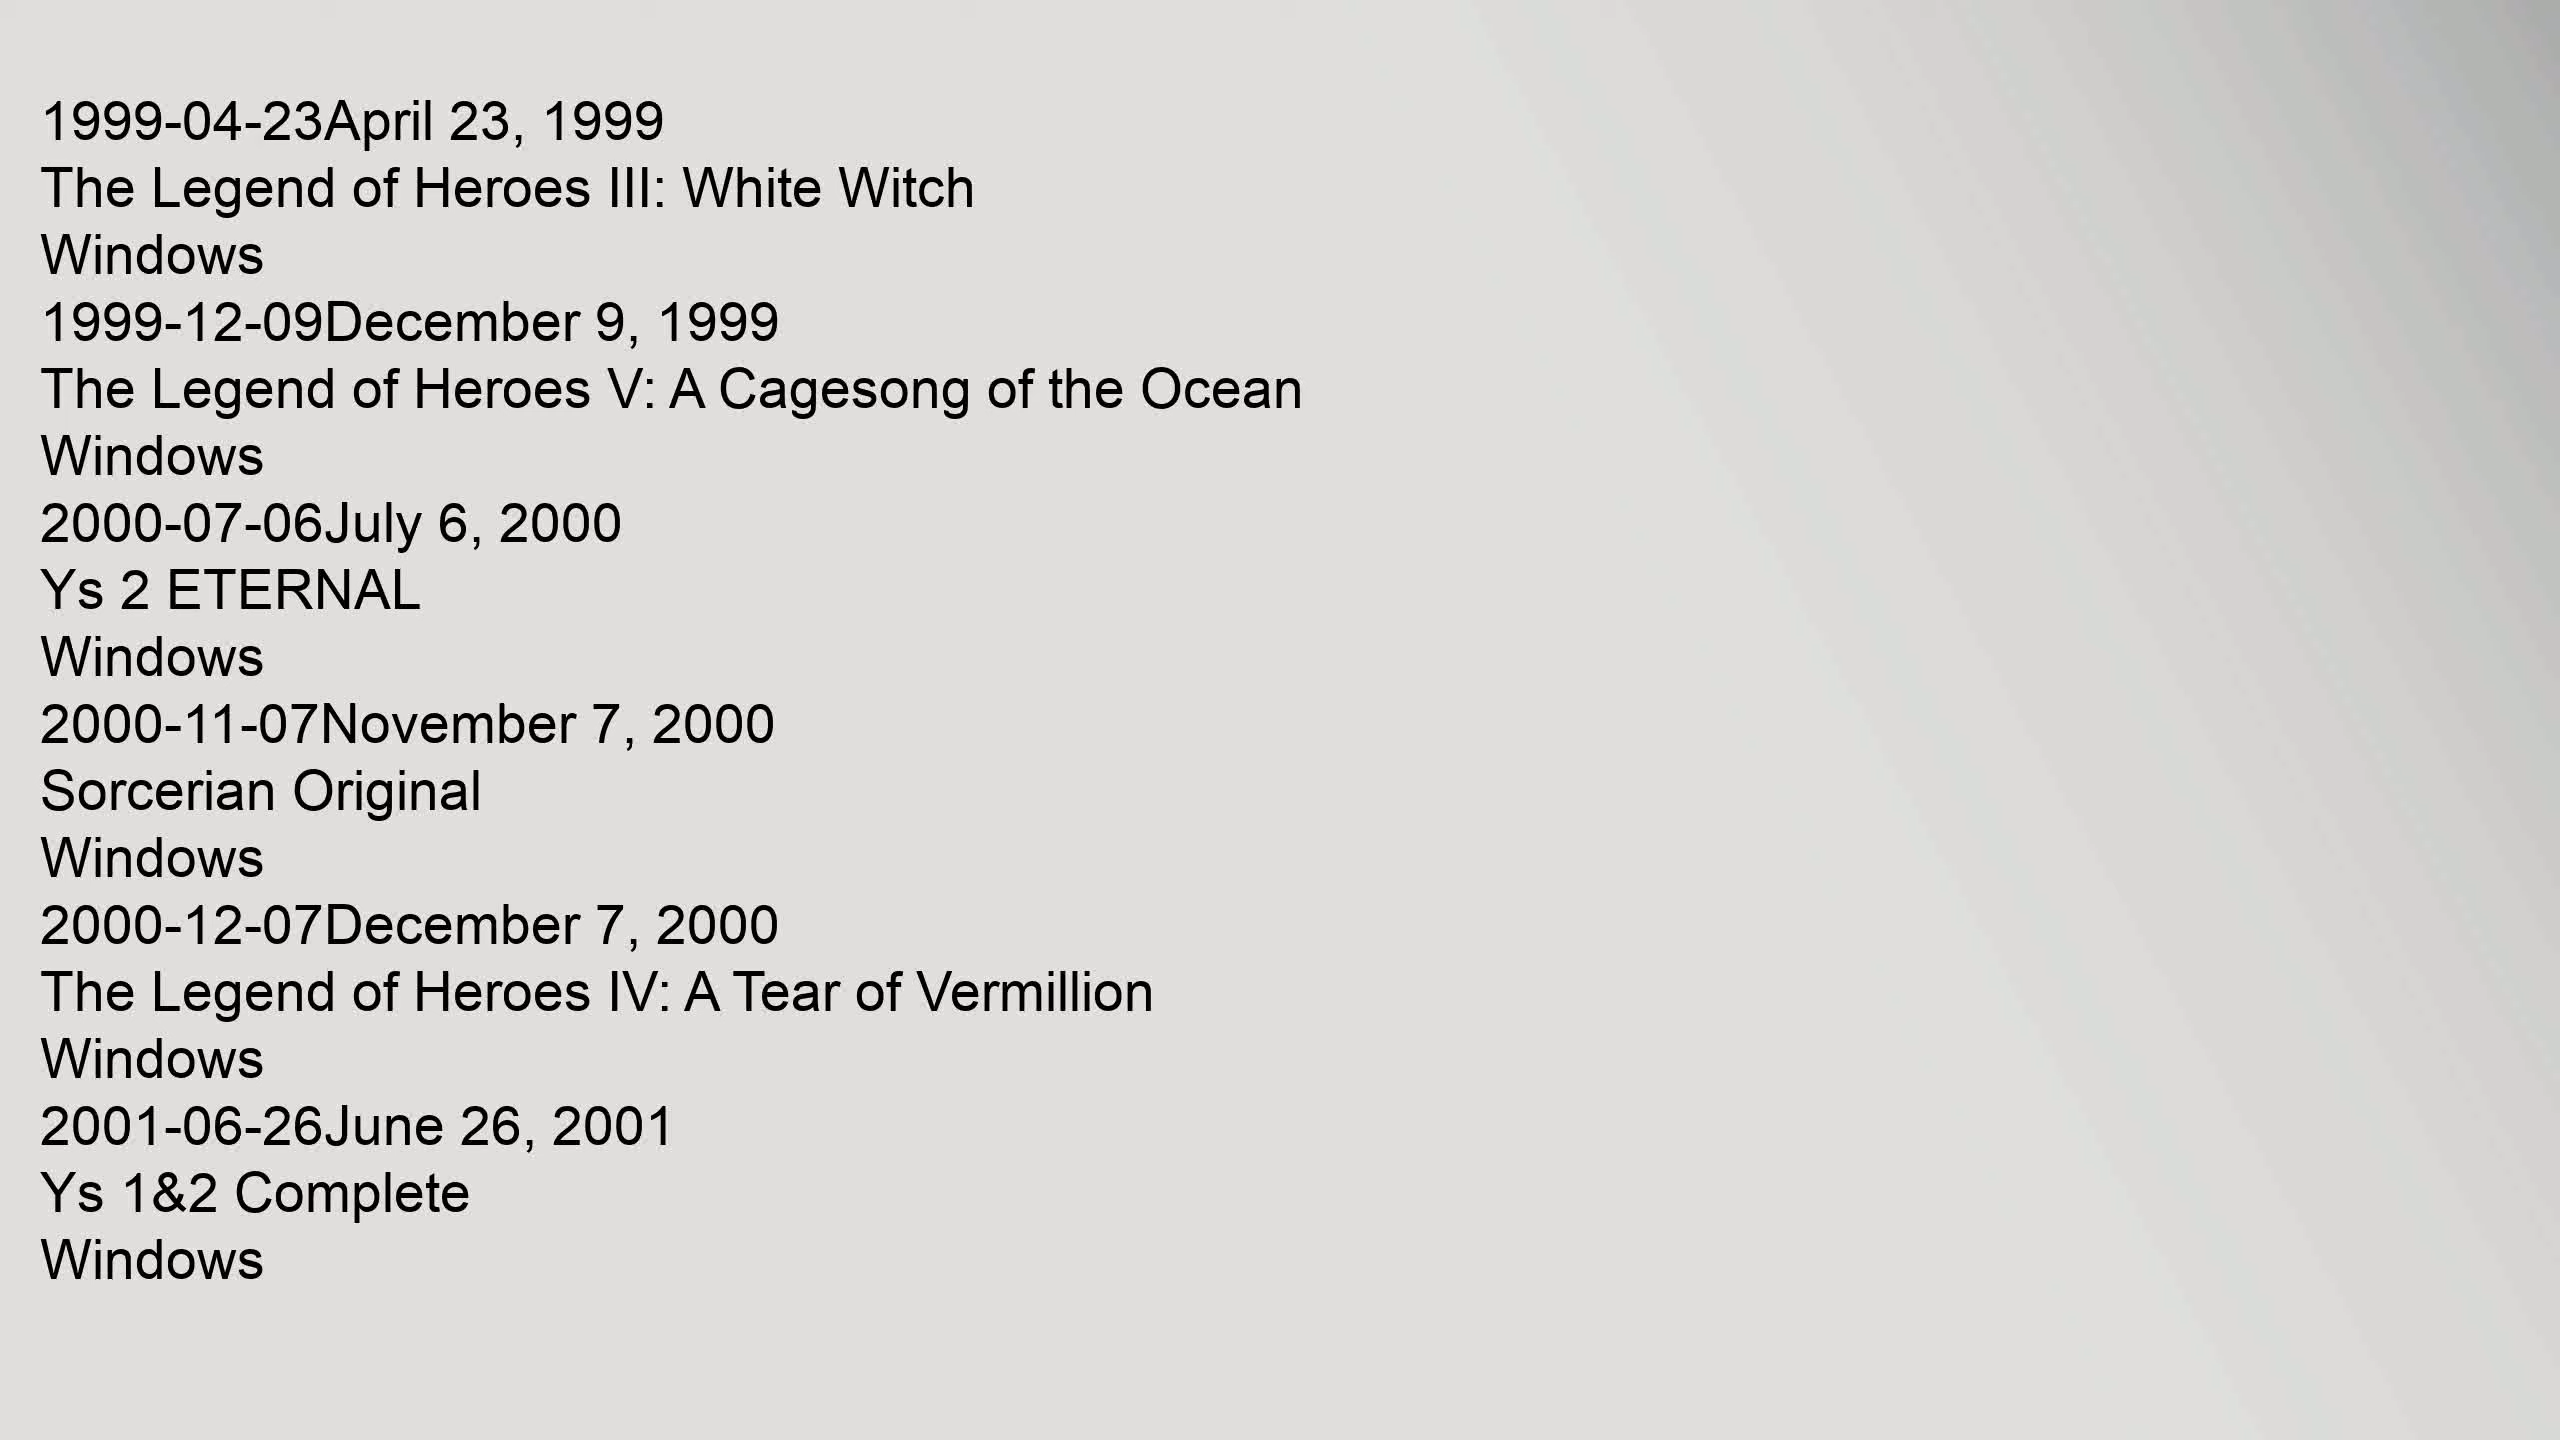 1999-04-23April 23, 1999
The Legend of Heroes III: White Witch
Windows
1999-12-09December 9, 1999
The Legend of Heroes V: A Cagesong of the Ocean
Windows
2000-07-06July 6, 2000
Ys 2 ETERNAL
Windows
2000-11-07November 7, 2000
Sorcerian Original
Windows
2000-12-07December 7, 2000
The Legend of Heroes IV: A Tear of Vermillion
Windows
2001-06-26June 26, 2001
Ys 1&2 Complete
Windows